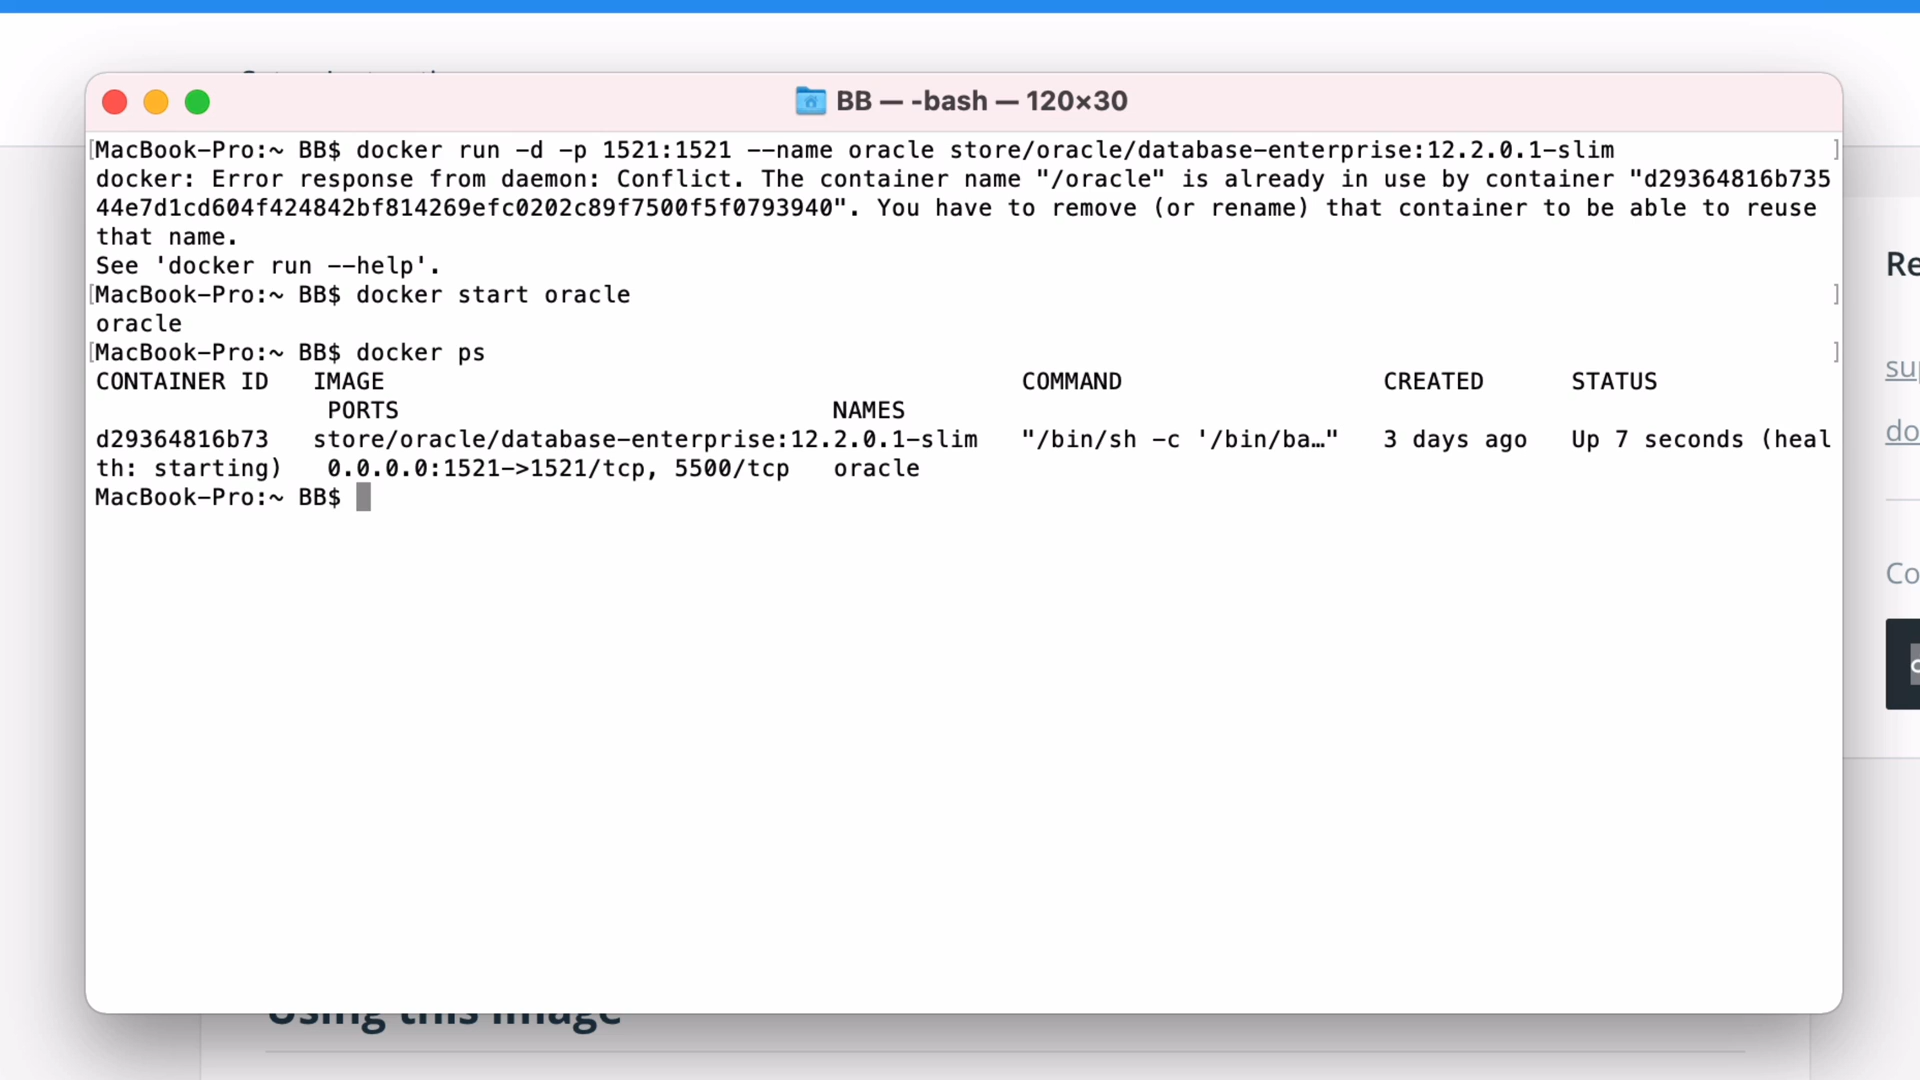 BB — -bash — 120×30
MacBook-Pro:~ BB$ docker run -d -p 1521:1521 --name oracle store/oracle/database-enterprise:12.2.0.1-slim
docker: Error response from daemon: Conflict. The container name "/oracle" is already in use by container "d29364816b735
44e7d1cd604f424842bf814269efc0202c89f7500f5f0793940". You have to remove (or rename) that container to be able to reuse
that name.
See 'docker run --help'.
MacBook-Pro:~ BB$ docker start oracle
oracle
MacBook-Pro:~ BB$ docker ps
CONTAINER ID   IMAGE                                            COMMAND                  CREATED      STATUS
                PORTS                              NAMES
d29364816b73   store/oracle/database-enterprise:12.2.0.1-slim   "/bin/sh -c '/bin/ba…"   3 days ago   Up 7 seconds (heal
th: starting)   0.0.0.0:1521->1521/tcp, 5500/tcp   oracle
MacBook-Pro:~ BB$
Re
sup
do
Co
Using this image